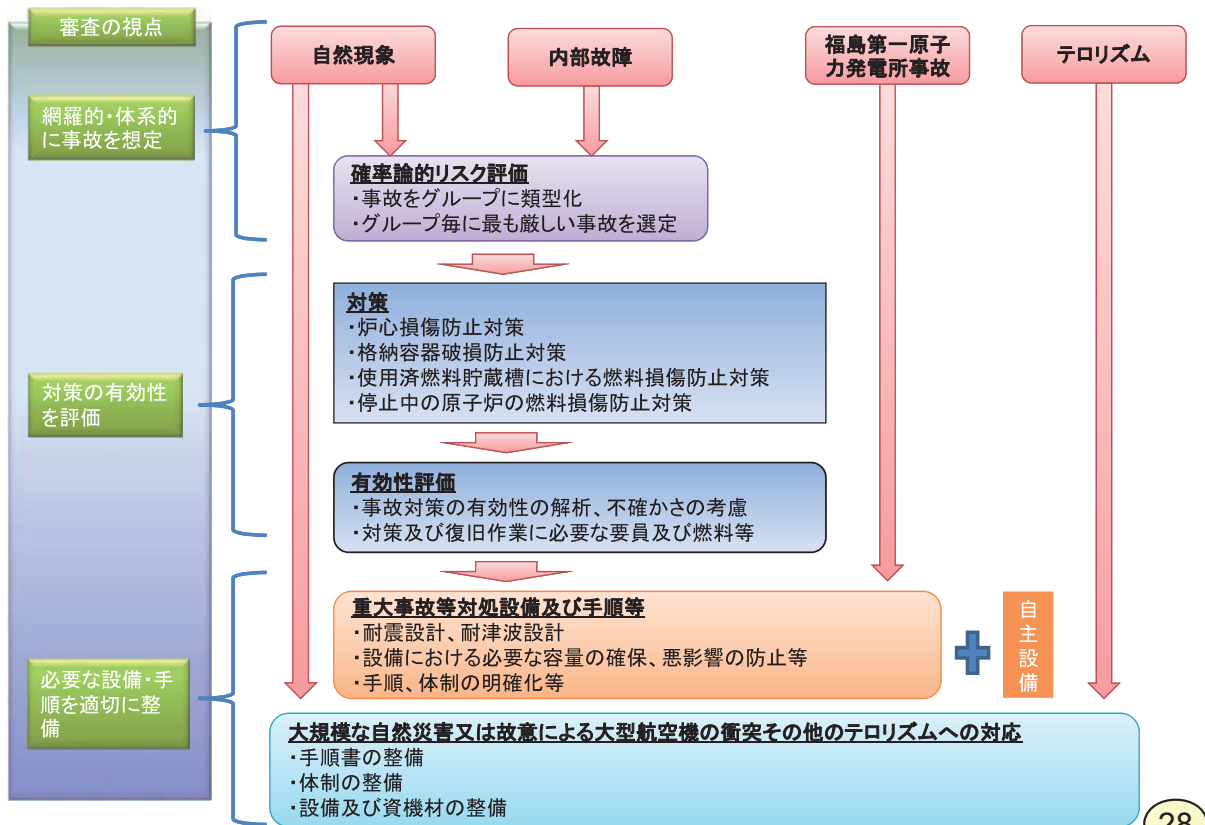 審査の視点
網羅的・体系的
に事故を想定
対策の有効性
を評価
必要な設備・手
順を適切に整
備
自然現象
内部故障
福島第一原子
力発電所事故
テロリズム
確率論的リスク評価
・事故をグループに類型化
・グループ毎に最も厳しい事故を選定
対策
・炉心損傷防止対策
・格納容器破損防止対策
・使用済燃料貯蔵槽における燃料損傷防止対策
・停止中の原子炉の燃料損傷防止対策
有効性評価
・事故対策の有効性の解析、不確かさの考慮
・対策及び復旧作業に必要な要員及び燃料等
重大事故等対処設備及び手順等
・耐震設計、耐津波設計
・設備における必要な容量の確保、悪影響の防止等
・手順、体制の明確化等
自主設備
大規模な自然災害又は故意による大型航空機の衝突その他のテロリズムへの対応
・手順書の整備
・体制の整備
・設備及び資機材の整備
28